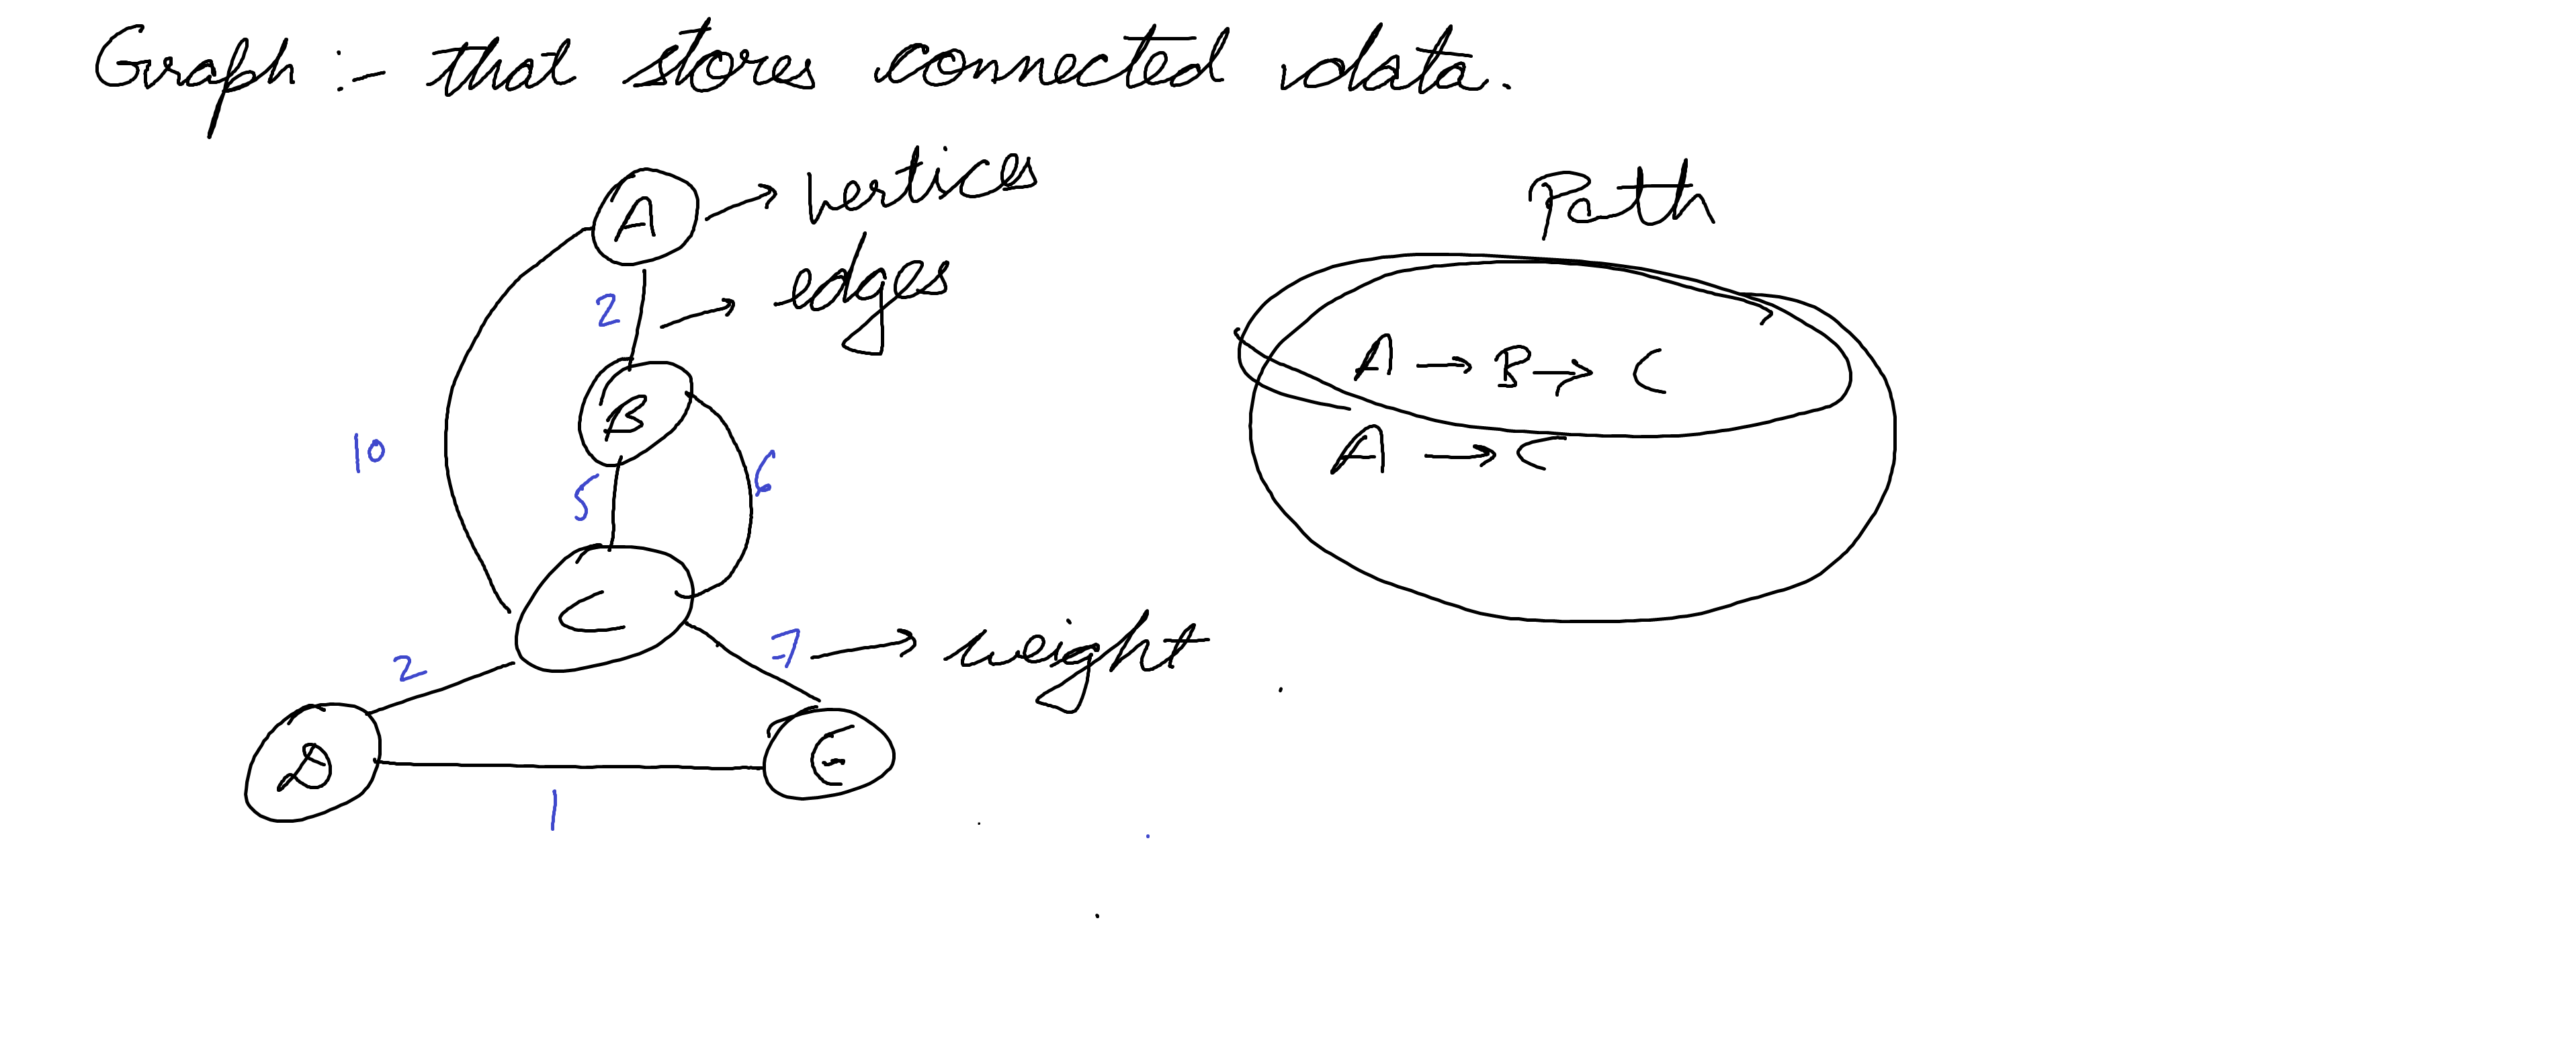 Graph :- that stores connected data.
A → vertices
Path
2 → edges
A → B → C
B
10
5
6
A → C
C
7 → weight
2
D
E
1